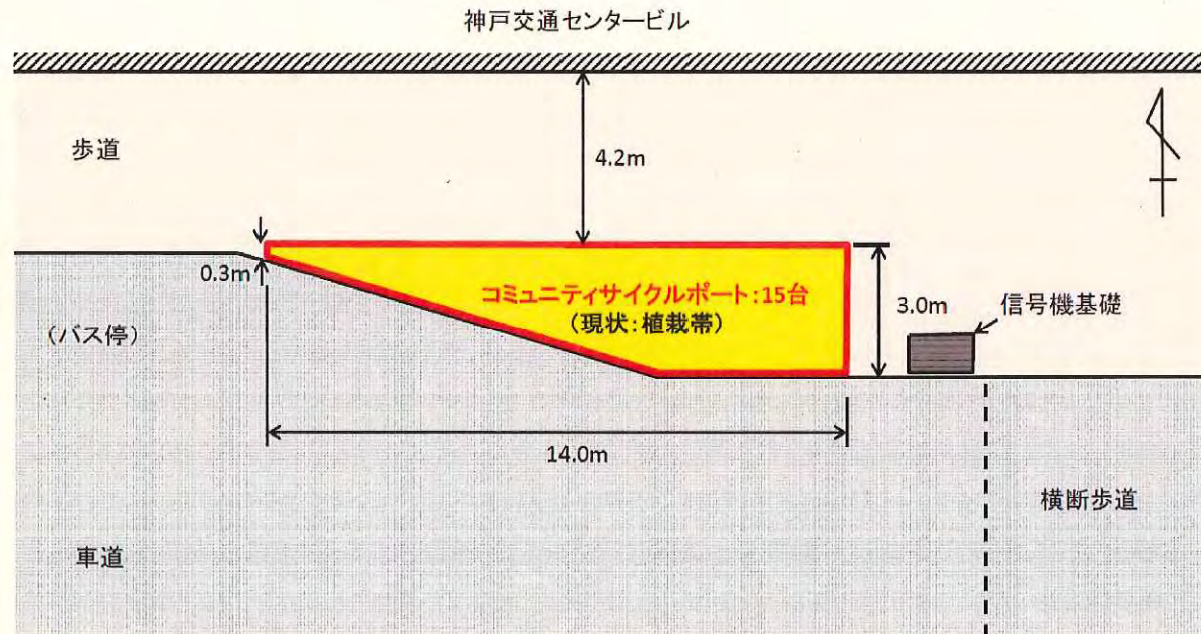 神戸交通センタービル
歩道
4.2m
0.3m
コミュニティサイクルポート:15台
(現状:植栽帯)
3.0m
信号機基礎
(バス停)
14.0m
横断歩道
車道